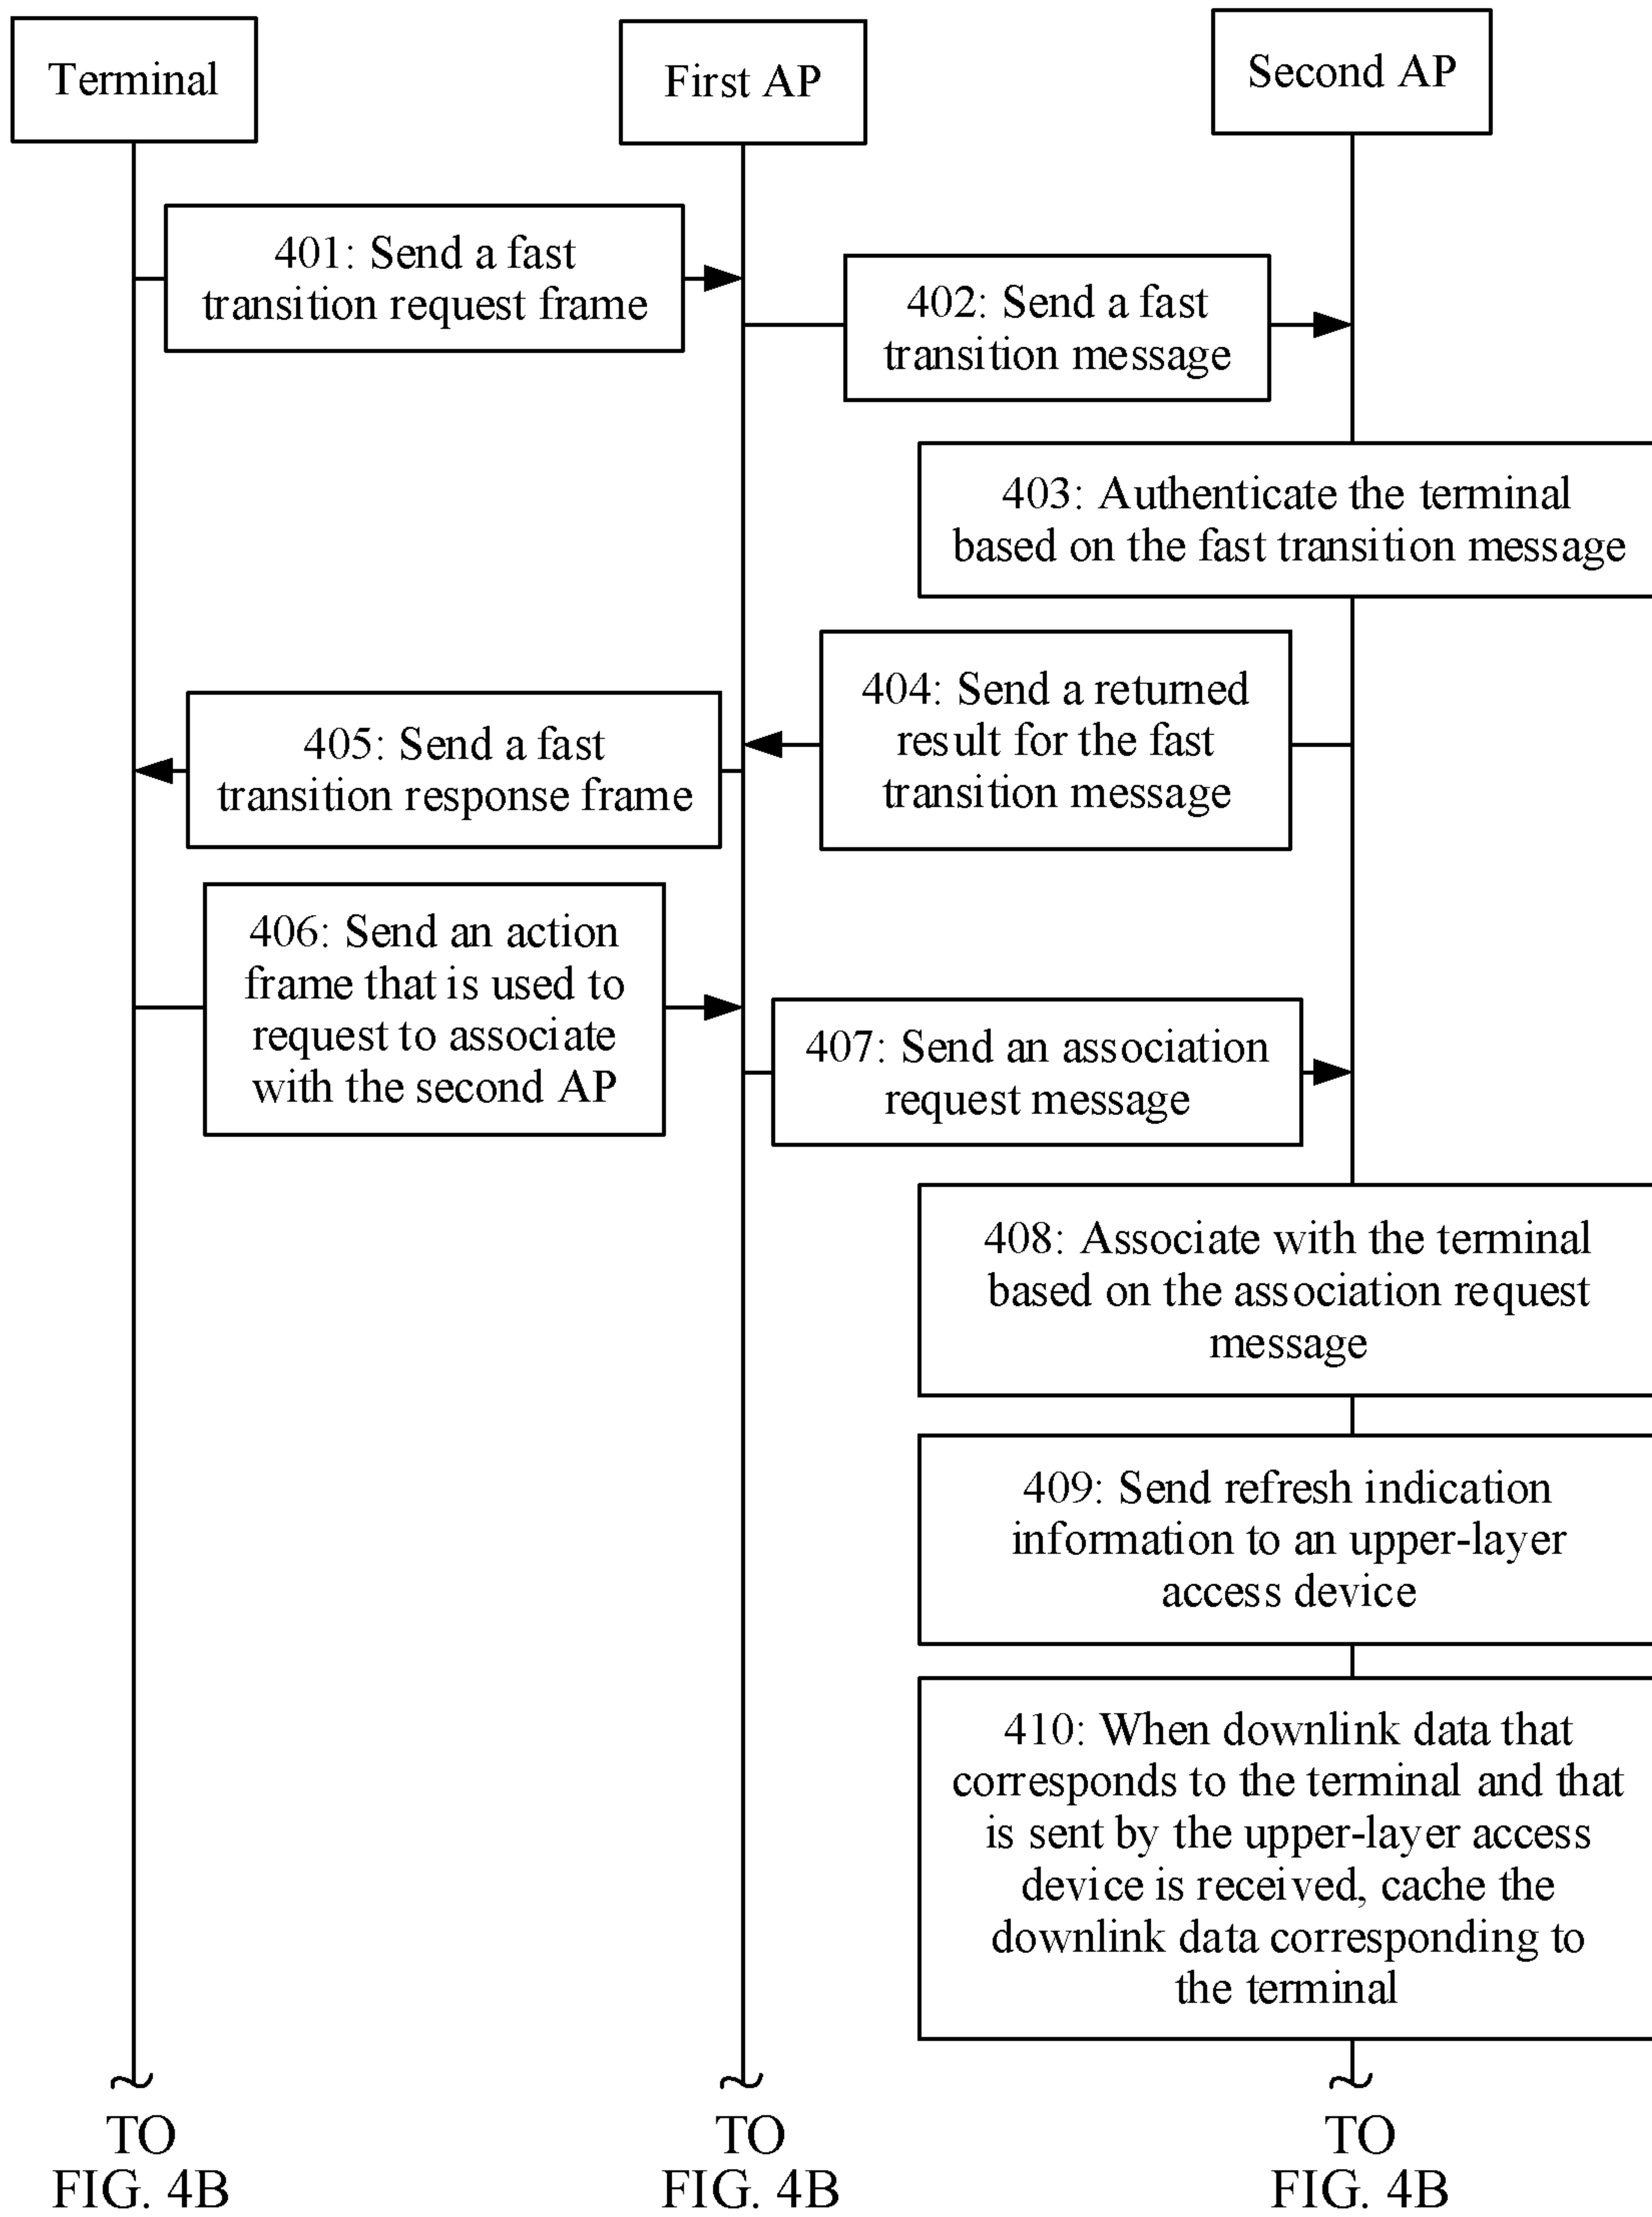 Terminal
First AP
Second AP
401: Send a fast
transition request frame
402: Send a fast
transition message
403: Authenticate the terminal
based on the fast transition message
404: Send a returned
result for the fast
transition message
405: Send a fast
transition response frame
406: Send an action
frame that is used to
request to associate
with the second AP
407: Send an association
request message
408: Associate with the terminal
based on the association request
message
409: Send refresh indication
information to an upper-layer
access device
410: When downlink data that
corresponds to the terminal and that
is sent by the upper-layer access
device is received, cache the
downlink data corresponding to
the terminal
TO
FIG. 4B
TO
FIG. 4B
TO
FIG. 4B